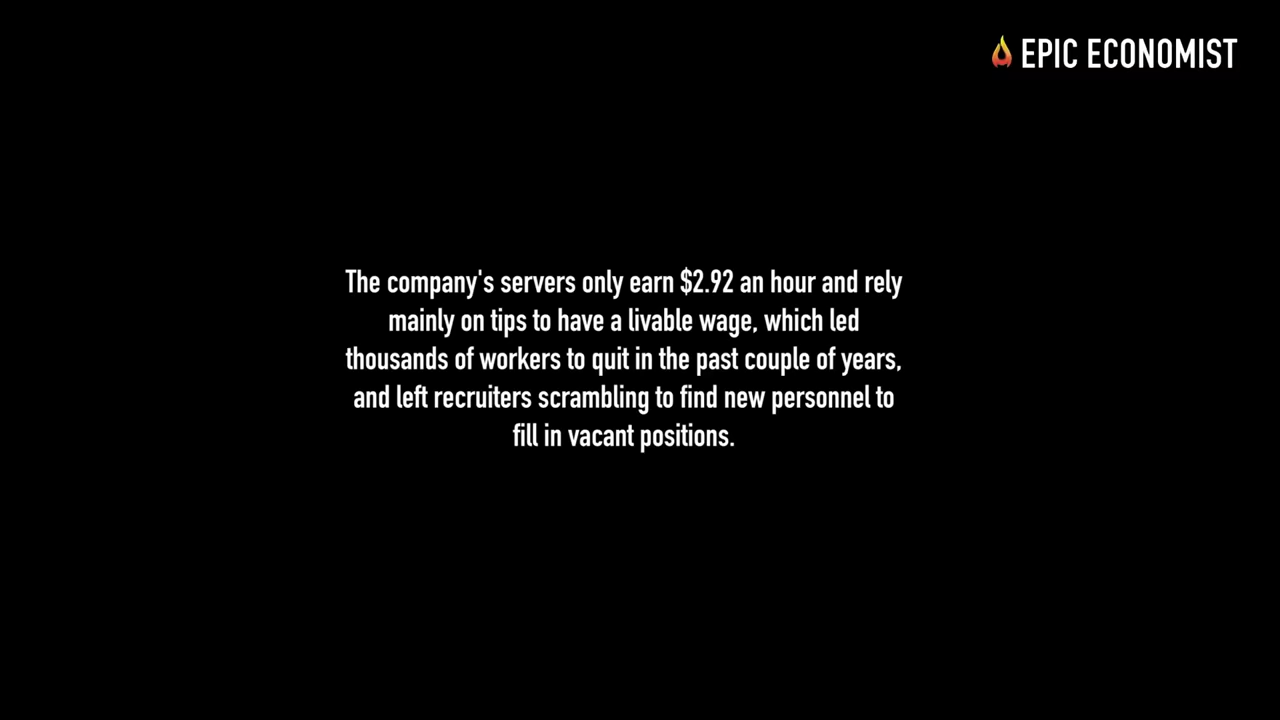 EPIC ECONOMIST
The company's servers only earn $2.92 an hour and rely
mainly on tips to have a livable wage, which led
thousands of workers to quit in the past couple of years,
and left recruiters scrambling to find new personnel to
fill in vacant positions.